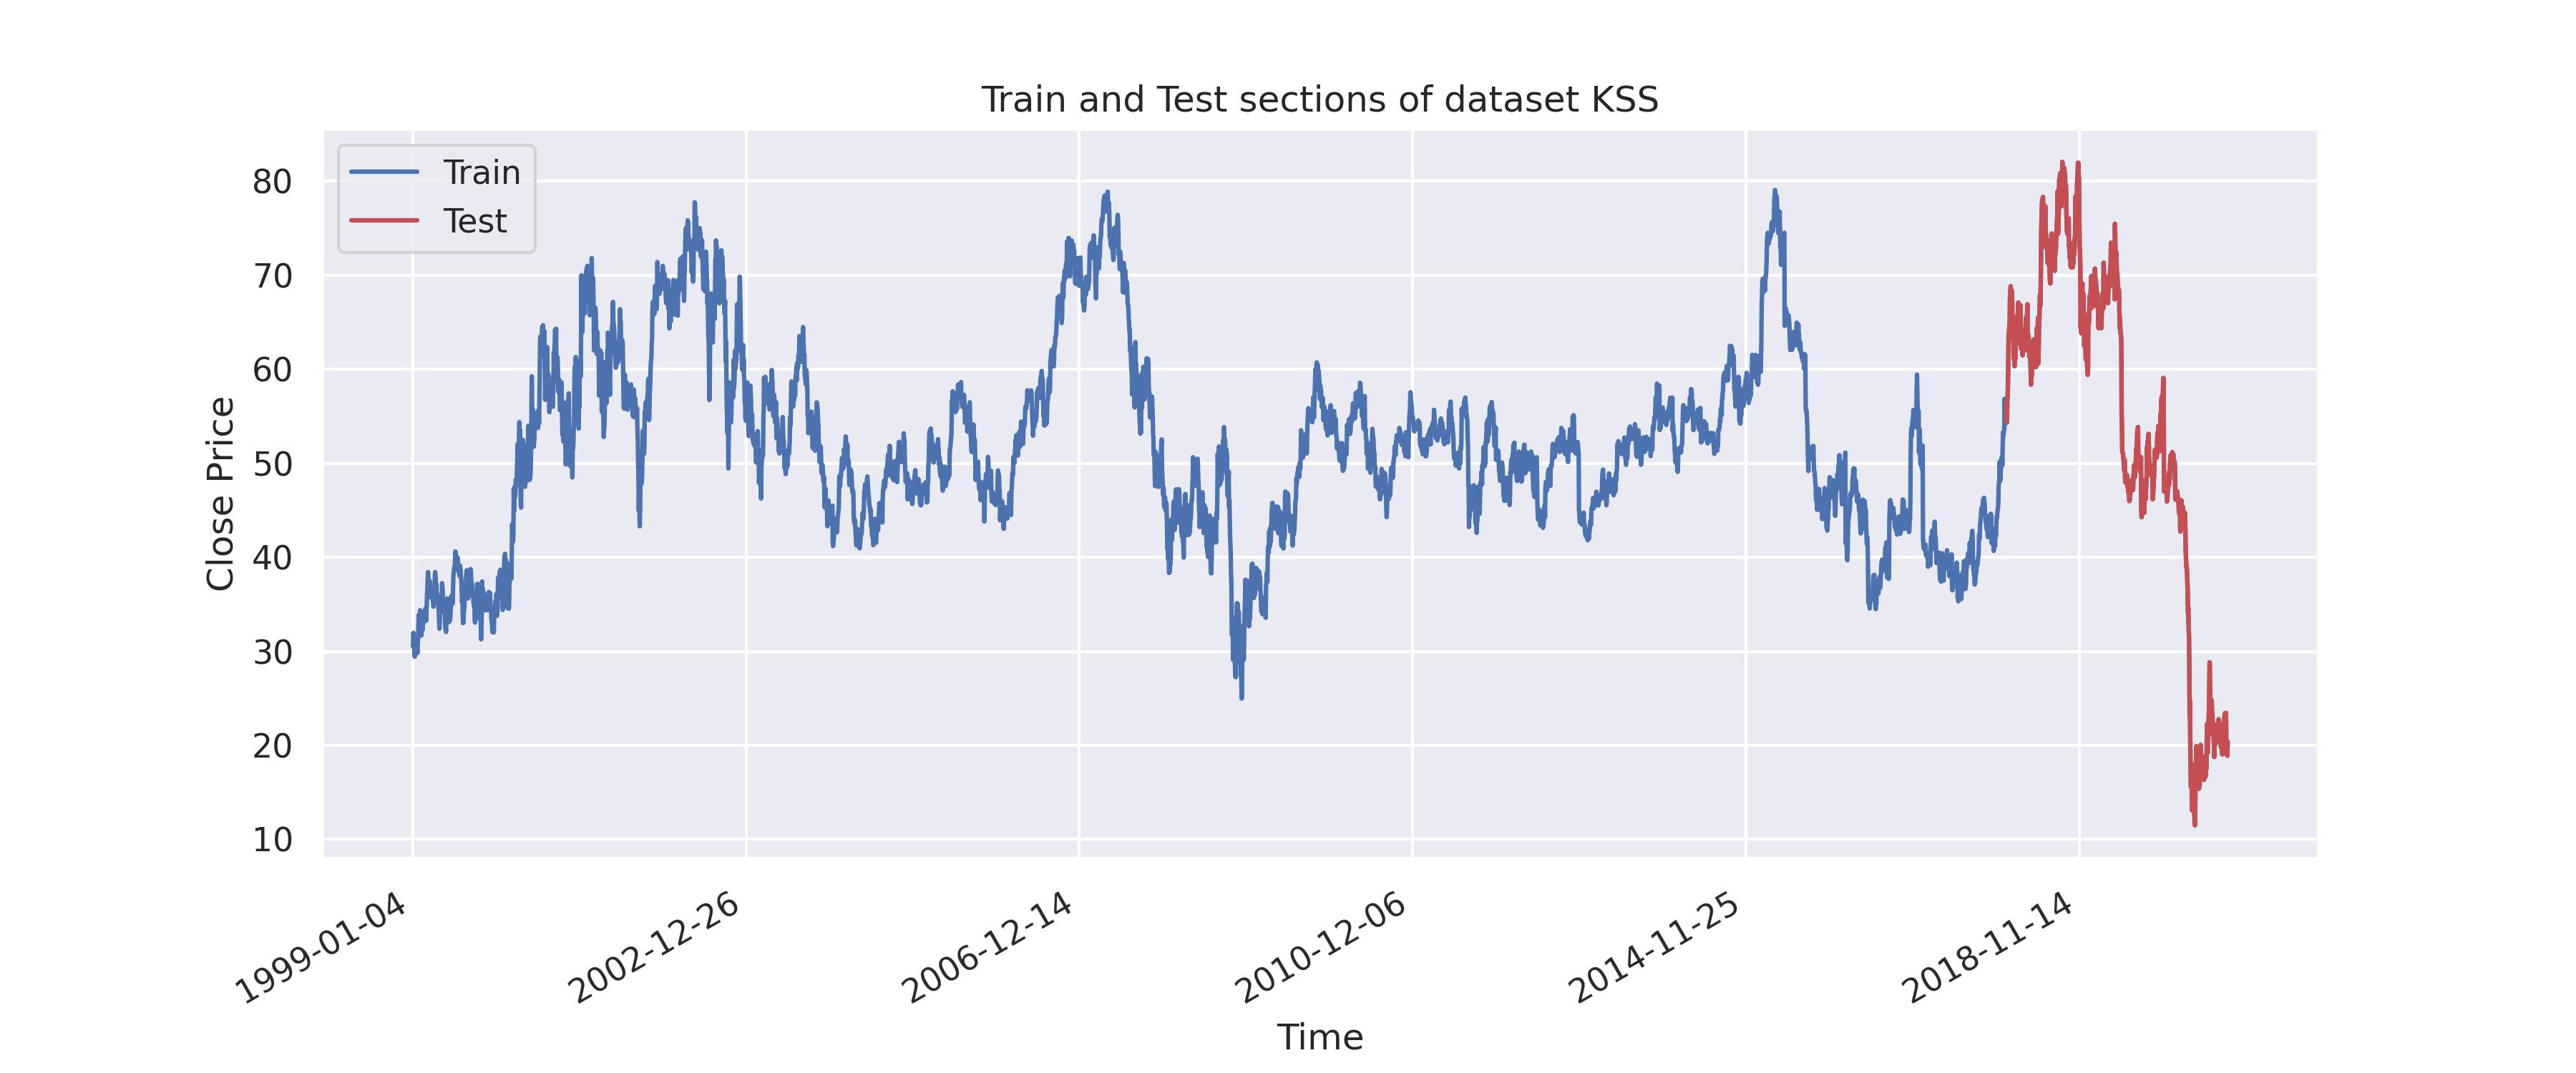 Train and Test sections of dataset KSS
Train
Test
Close Price
80
70
60
50
40
30
20
10
1999-01-04
2002-12-26
2006-12-14
2010-12-06
2014-11-25
2018-11-14
Time